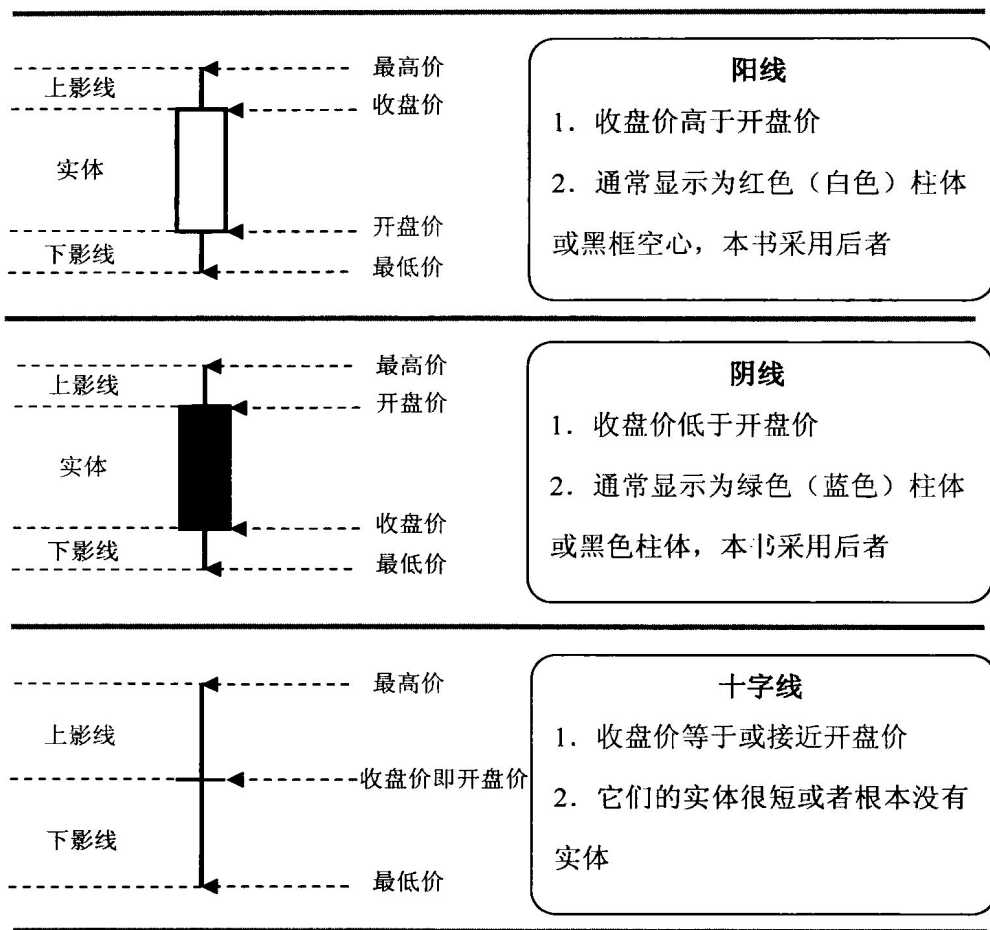 最高价
上影线
收盘价
实体
开盘价
下影线
最低价
阳线
1．收盘价高于开盘价
2．通常显示为红色（白色）柱体
或黑框空心，本书采用后者
最高价
上影线
开盘价
实体
收盘价
下影线
最低价
阴线
1．收盘价低于开盘价
2．通常显示为绿色（蓝色）柱体
或黑色柱体，本书采用后者
最高价
上影线
收盘价即开盘价
下影线
最低价
十字线
1．收盘价等于或接近开盘价
2．它们的实体很短或者根本没有
实体